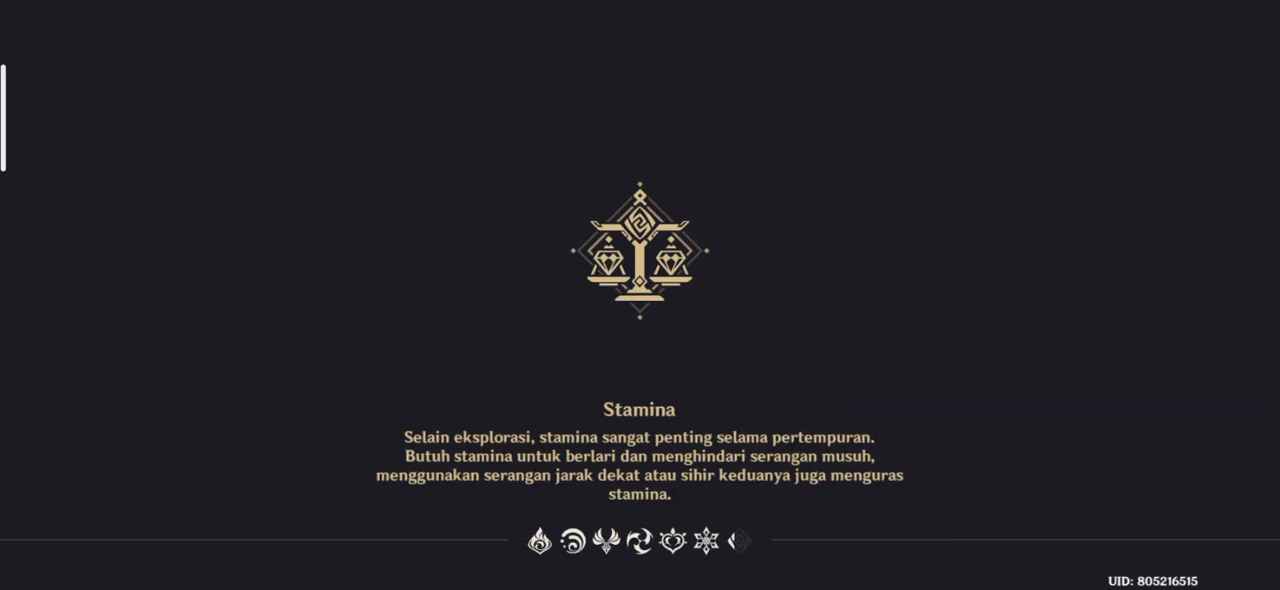 Stamina
Selain eksplorasi, stamina sangat penting selama pertempuran.
Butuh stamina untuk berlari dan menghindari serangan musuh,
menggunakan serangan jarak dekat atau sihir keduanya juga menguras
stamina.
UID: 805216515